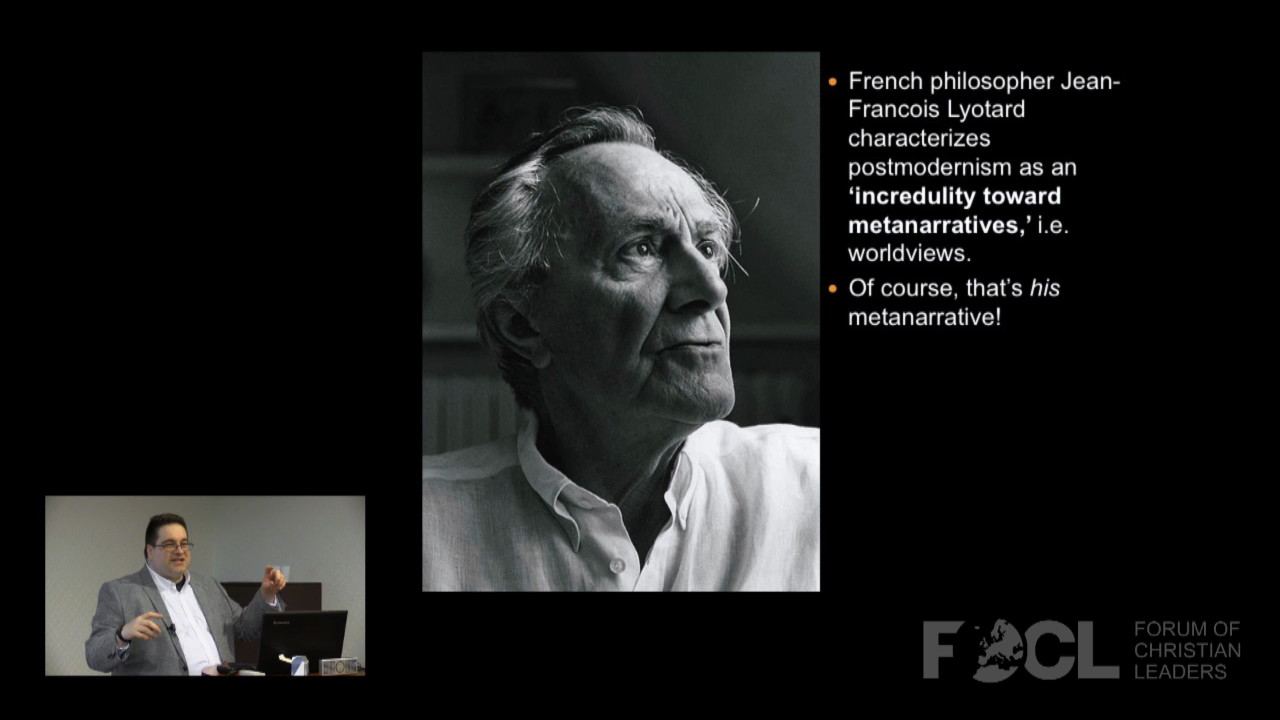 French philosopher Jean-
Francois Lyotard
characterizes
postmodernism as an
‘incredulity toward
metanarratives,’ i.e.
worldviews.
Of course, that’s his
metanarrative!
FOCL
FORUM OF
CHRISTIAN
LEADERS